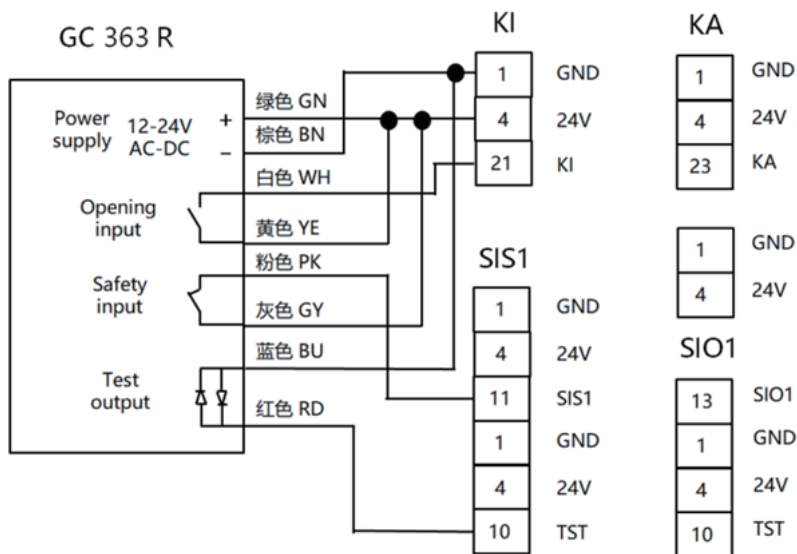 GC 363 R
Power
supply
12-24V
AC-DC
+
−
Opening
input
Safety
input
Test
output
绿色 GN
棕色 BN
白色 WH
黄色 YE
粉色 PK
灰色 GY
蓝色 BU
红色 RD
KI
1 GND
4 24V
21 KI
SIS1
1 GND
4 24V
11 SIS1
1 GND
4 24V
10 TST
KA
1 GND
4 24V
23 KA
1 GND
4 24V
SIO1
13 SIO1
1 GND
4 24V
10 TST